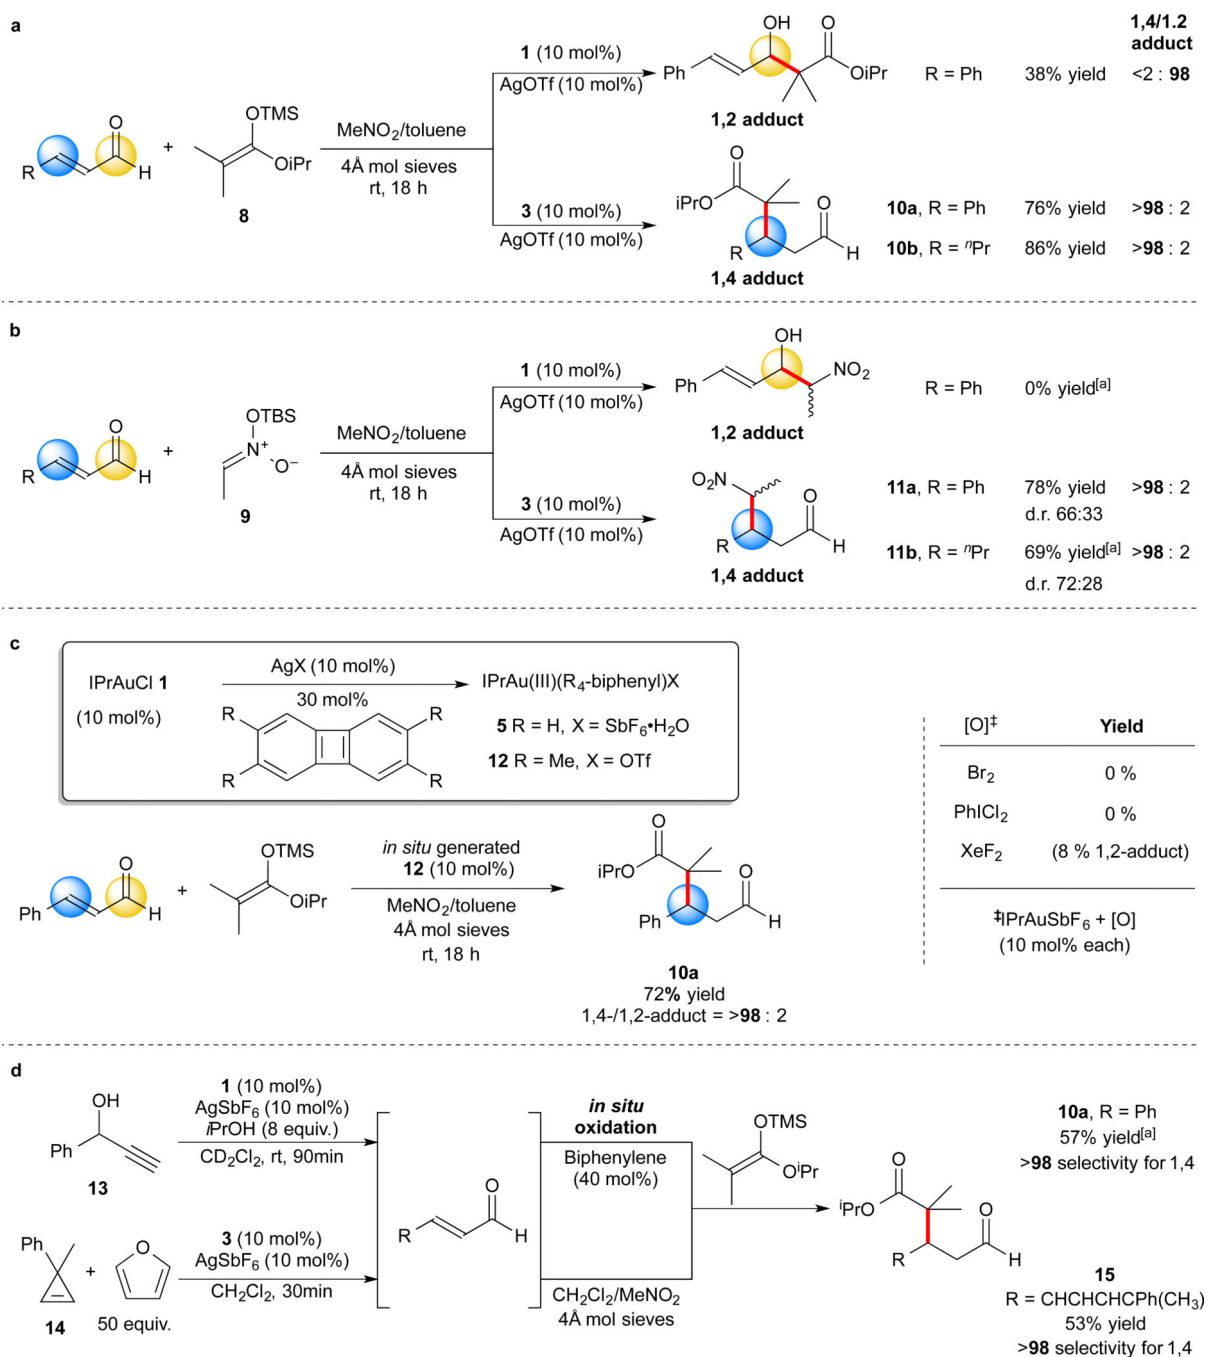 a
OH
O
Ph
OiPr
1,2 adduct
1,4/1.2
adduct
R = Ph
38% yield
<2 : 98
1 (10 mol%)
AgOTf (10 mol%)
O
R
H
+
OTMS
OiPr
8
MeNO2/toluene
4Å mol sieves
rt, 18 h
3 (10 mol%)
AgOTf (10 mol%)
O
iPrO
O
R
H
1,4 adduct
10a, R = Ph
76% yield
>98 : 2
10b, R = nPr
86% yield
>98 : 2
b
OH
Ph
NO2
1,2 adduct
R = Ph
0% yield[a]
1 (10 mol%)
AgOTf (10 mol%)
O
R
H
+
OTBS
N+
O−
9
MeNO2/toluene
4Å mol sieves
rt, 18 h
3 (10 mol%)
AgOTf (10 mol%)
O2N
O
R
H
1,4 adduct
11a, R = Ph
78% yield
>98 : 2
d.r. 66:33
11b, R = nPr
69% yield[a]
>98 : 2
d.r. 72:28
c
IPrAuCl 1
(10 mol%)
AgX (10 mol%)
30 mol%
R
R
R
R
IPrAu(III)(R4-biphenyl)X
5 R = H, X = SbF6•H2O
12 R = Me, X = OTf
[O]‡
Yield
Br2
0 %
PhICl2
0 %
XeF2
(8 % 1,2-adduct)
‡IPrAuSbF6 + [O]
(10 mol% each)
O
Ph
H
+
OTMS
OiPr
in situ generated
12 (10 mol%)
MeNO2/toluene
4Å mol sieves
rt, 18 h
O
iPrO
O
Ph
H
10a
72% yield
1,4-/1,2-adduct = >98 : 2
d
OH
Ph
13
1 (10 mol%)
AgSbF6 (10 mol%)
iPrOH (8 equiv.)
CD2Cl2, rt, 90min
Ph
14
+
O
50 equiv.
3 (10 mol%)
AgSbF6 (10 mol%)
CH2Cl2, 30min
O
R
H
in situ
oxidation
Biphenylene
(40 mol%)
CH2Cl2/MeNO2
4Å mol sieves
OTMS
OiPr
O
iPrO
O
R
H
10a, R = Ph
57% yield[a]
>98 selectivity for 1,4
15
R = CHCHCHCPh(CH3)
53% yield
>98 selectivity for 1,4